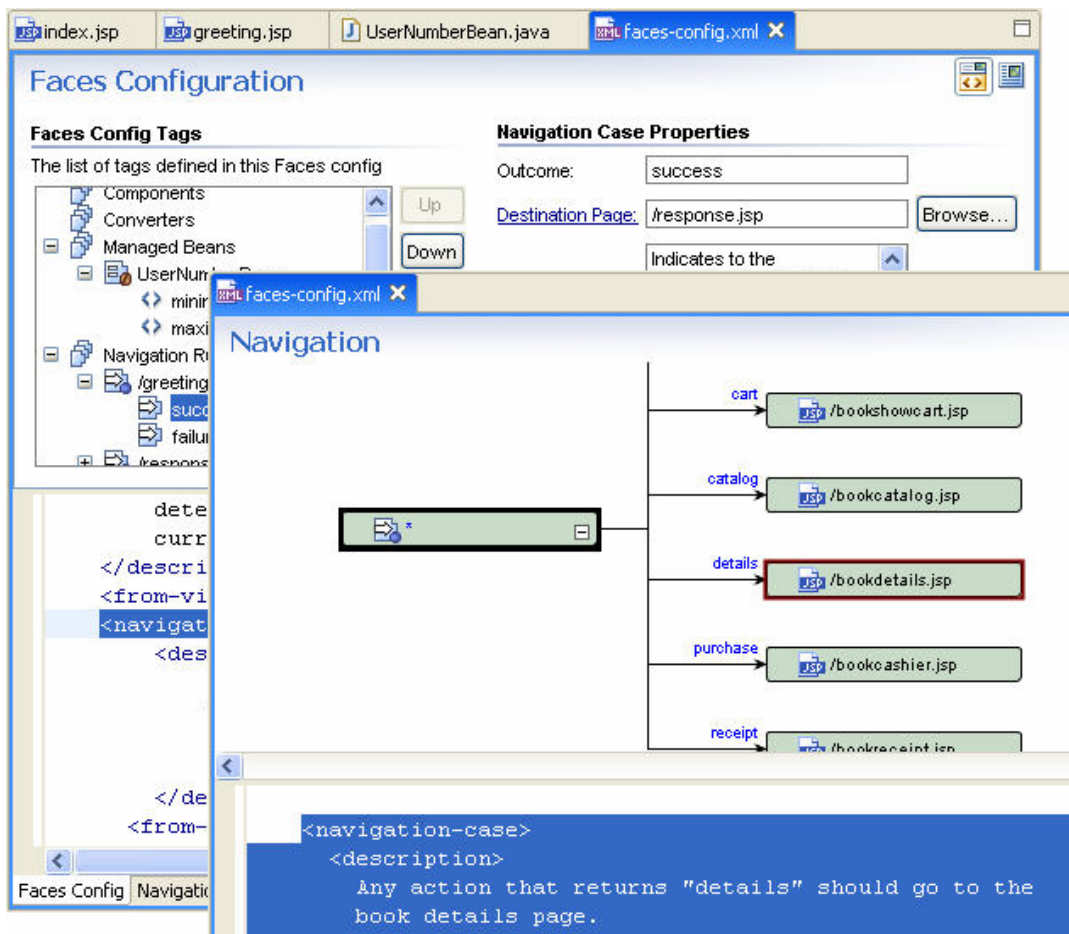 index.jsp greeting.jsp UserNumberBean.java faces-config.xml
Faces Configuration
Faces Config Tags
The list of tags defined in this Faces config
Components
Converters
Managed Beans
Navigation
/greeting
Up
Down
Navigation Case Properties
Outcome: success
Destination Page: /response.jsp Browse...
Indicates to the
</descri
<from-vi
<navigat
<des
</de
<from-
Faces Config
faces-config.xml
Navigation
*
cart
/bookshowcart.jsp
catalog
/bookcatalog.jsp
details
/bookdetails.jsp
purchase
/bookcashier.jsp
receipt
/bookreceipt.jsp
<navigation-case>
<description>
Any action that returns "details" should go to the
book details page.